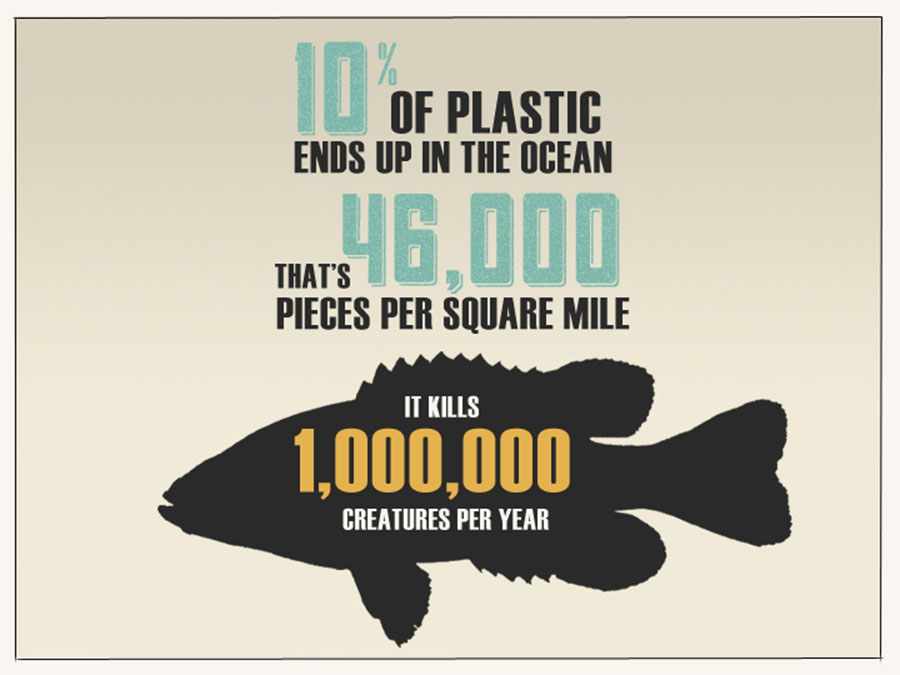 10% OF PLASTIC
ENDS UP IN THE OCEAN
THAT'S 46,000
PIECES PER SQUARE MILE
IT KILLS
1,000,000
CREATURES PER YEAR